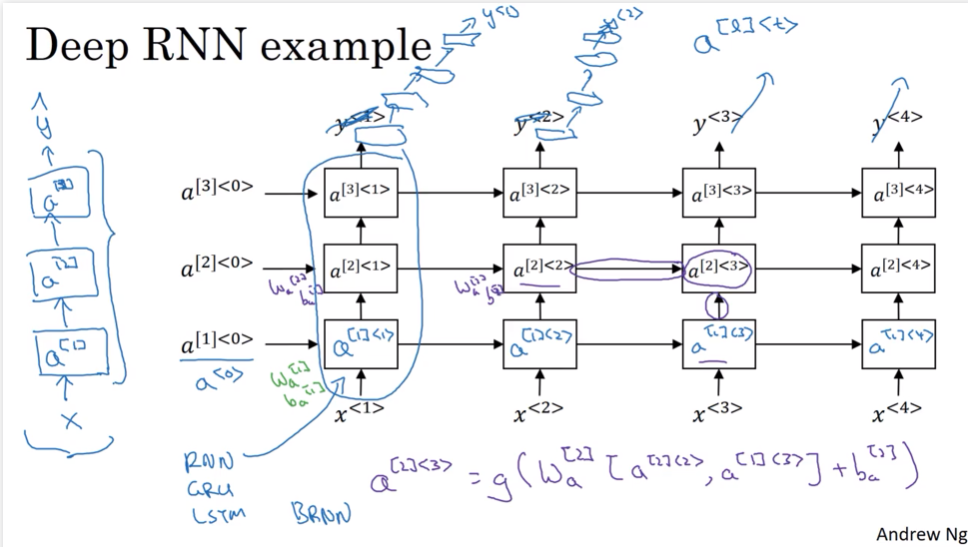 Deep RNN example
y<1> y<2> a^[l]<t>
ŷ
y<1> y<2> y<3> y<4>
a^[3] a^[3]<0> a^[3]<1> a^[3]<2> a^[3]<3> a^[3]<4>
a^[2] a^[2]<0> a^[2]<1> a^[2]<2> a^[2]<3> a^[2]<4>
W_a^[2] b_a^[2] W_a^[2] b_a^[2]
a^[1] a^[1]<0> a^[1]<1> a^[1]<2> a^[1]<3> a^[1]<4>
a^[0] W_a^[1] b_a^[1]
x x<1> x<2> x<3> x<4>
RNN
GRU
LSTM BRNN
a^[2]<3> = g(W_a^[2] [a^[2]<2>, a^[1]<3>] + b_a^[2])
Andrew Ng